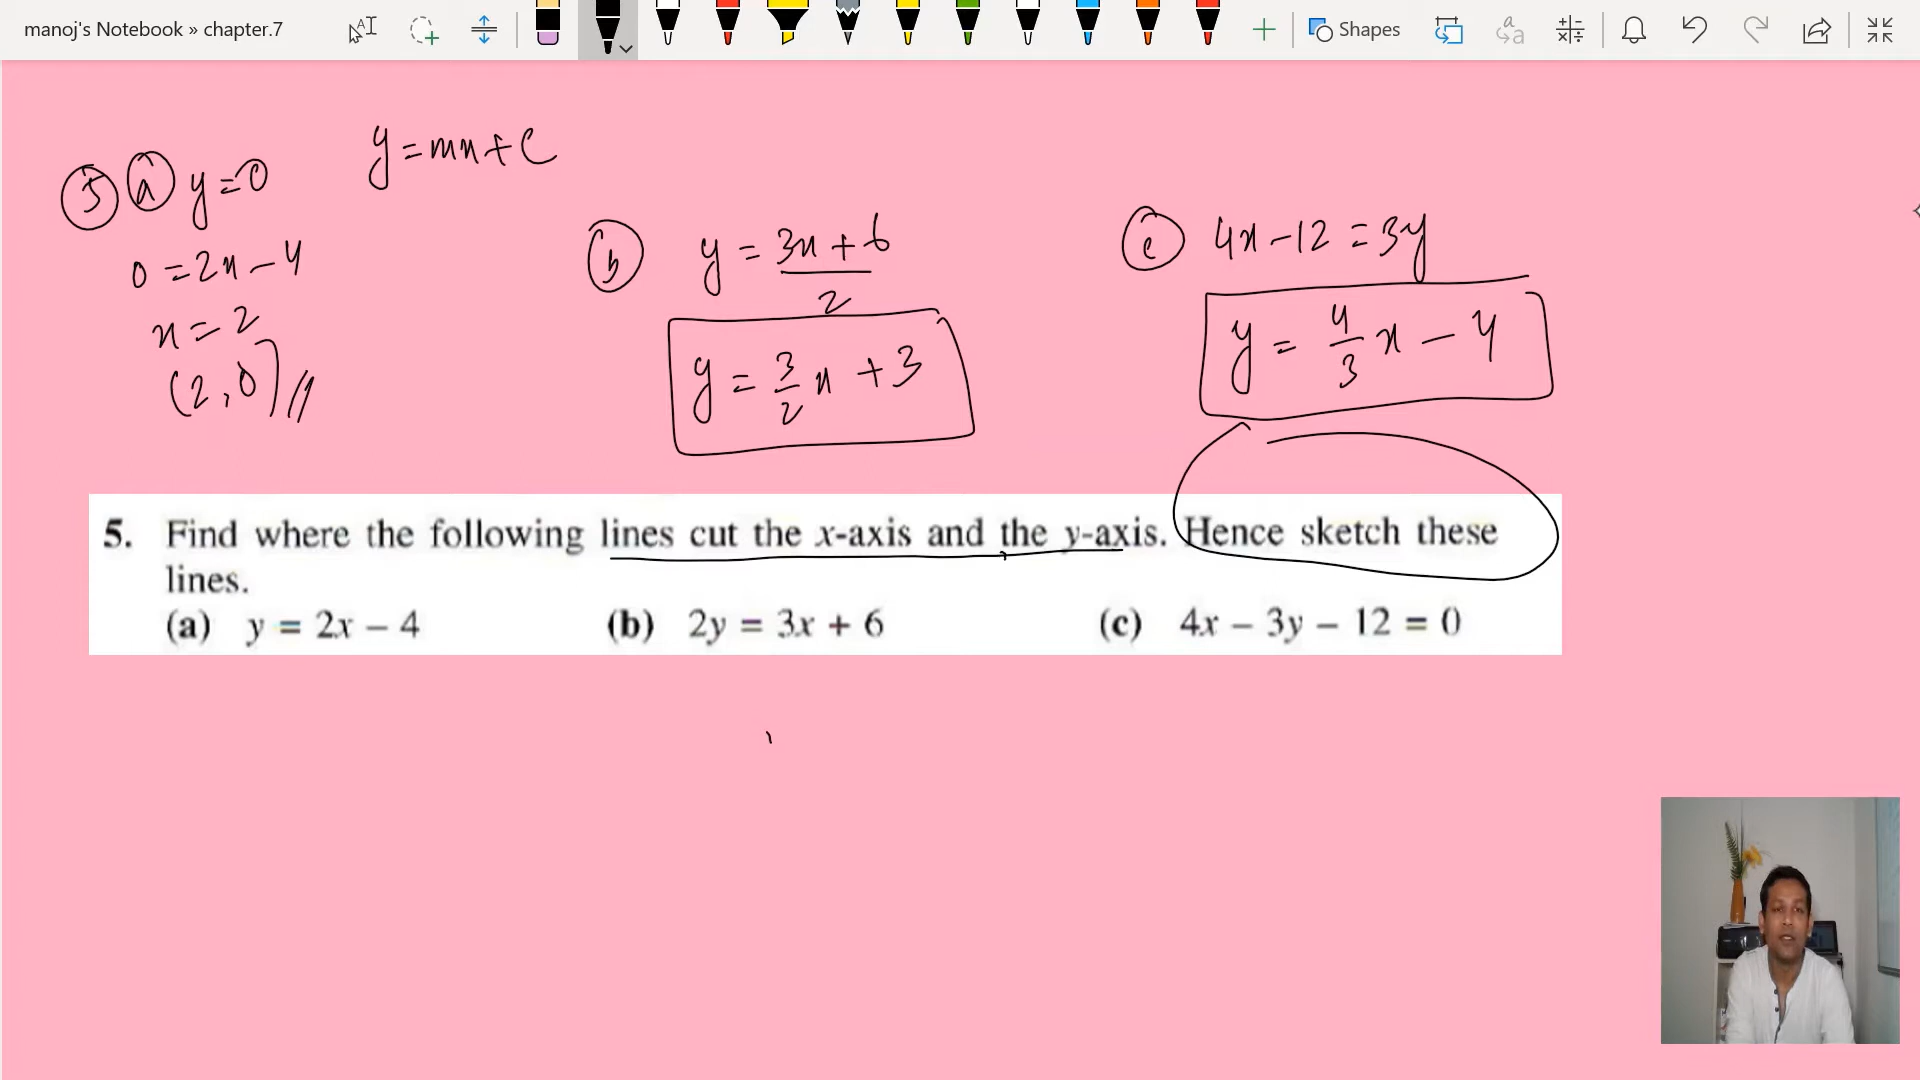 manoj's Notebook » chapter.7
Shapes
y = mx + c
5 a y = 0
0 = 2x - 4
x = 2
(2, 0) //
b y = 3x + 6
2
y = 3/2 x + 3
c 4x - 12 = 3y
y = 4/3 x - 4
5. Find where the following lines cut the x-axis and the y-axis. Hence sketch these
lines.
(a) y = 2x – 4 (b) 2y = 3x + 6 (c) 4x – 3y – 12 = 0